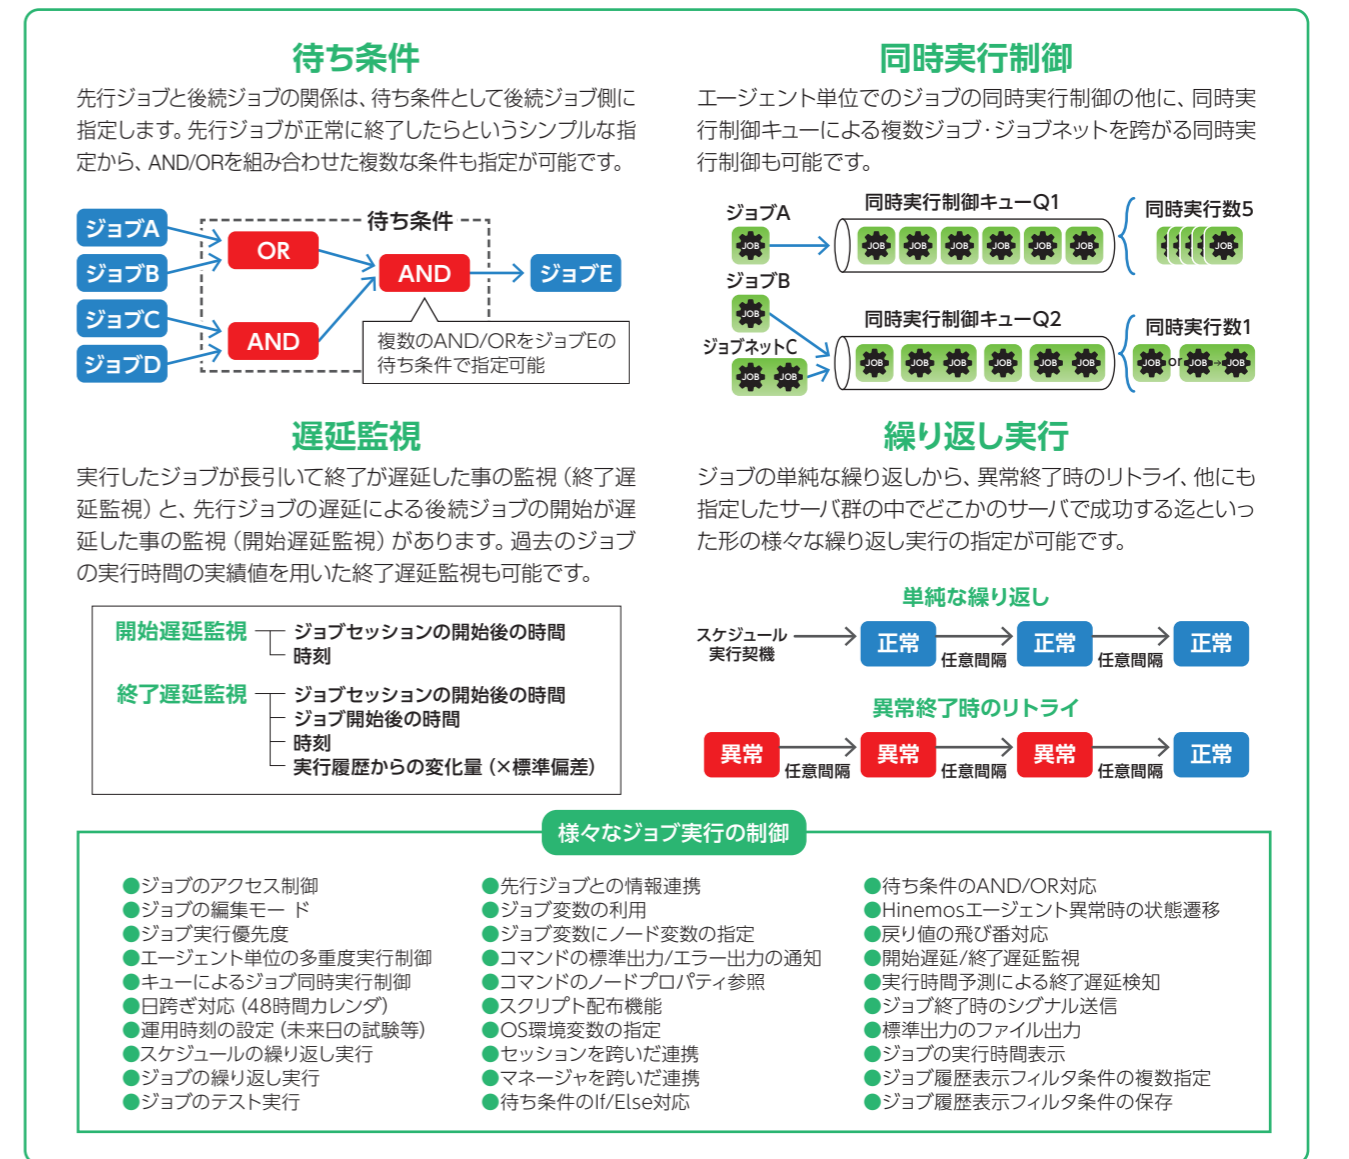 待ち条件
先行ジョブと後続ジョブの関係は、待ち条件として後続ジョブ側に
指定します。先行ジョブが正常に終了したらというシンプルな指
定から、AND/ORを組み合わせた複数な条件も指定が可能です。
ジョブA
ジョブB
ジョブC
ジョブD
待ち条件
OR
AND
AND
ジョブE
複数のAND/ORをジョブEの
待ち条件で指定可能
同時実行制御
エージェント単位でのジョブの同時実行制御の他に、同時実
行制御キューによる複数ジョブ・ジョブネットを跨がる同時実
行制御も可能です。
ジョブA
JOB
同時実行制御キューQ1
JOB JOB JOB JOB JOB JOB
同時実行数5
JOB
ジョブB
JOB
ジョブネットC
JOB JOB
同時実行制御キューQ2
JOB JOB JOB JOB JOB JOB
同時実行数1
JOB or JOB→JOB
遅延監視
実行したジョブが長引いて終了が遅延した事の監視（終了遅
延監視）と、先行ジョブの遅延による後続ジョブの開始が遅
延した事の監視（開始遅延監視）があります。過去のジョブ
の実行時間の実績値を用いた終了遅延監視も可能です。
開始遅延監視
ジョブセッションの開始後の時間
時刻
終了遅延監視
ジョブセッションの開始後の時間
ジョブ開始後の時間
時刻
実行履歴からの変化量（×標準偏差）
繰り返し実行
ジョブの単純な繰り返しから、異常終了時のリトライ、他にも
指定したサーバ群の中でどこかのサーバで成功する迄といっ
た形の様々な繰り返し実行の指定が可能です。
単純な繰り返し
スケジュール
実行契機
正常
任意間隔
正常
任意間隔
正常
異常終了時のリトライ
異常
任意間隔
異常
任意間隔
異常
任意間隔
正常
様々なジョブ実行の制御
●ジョブのアクセス制御
●ジョブの編集モード
●ジョブ実行優先度
●エージェント単位の多重度実行制御
●キューによるジョブ同時実行制御
●日跨ぎ対応（48時間カレンダ）
●運用時刻の設定（未来日の試験等）
●スケジュールの繰り返し実行
●ジョブの繰り返し実行
●ジョブのテスト実行
●先行ジョブとの情報連携
●ジョブ変数の利用
●ジョブ変数にノード変数の指定
●コマンドの標準出力/エラー出力の通知
●コマンドのノードプロパティ参照
●スクリプト配布機能
●OS環境変数の指定
●セッションを跨いだ連携
●マネージャを跨いだ連携
●待ち条件のIf/Else対応
●待ち条件のAND/OR対応
●Hinemosエージェント異常時の状態遷移
●戻り値の飛び番対応
●開始遅延/終了遅延監視
●実行時間予測による終了遅延検知
●ジョブ終了時のシグナル送信
●標準出力のファイル出力
●ジョブの実行時間表示
●ジョブ履歴表示フィルタ条件の複数指定
●ジョブ履歴表示フィルタ条件の保存